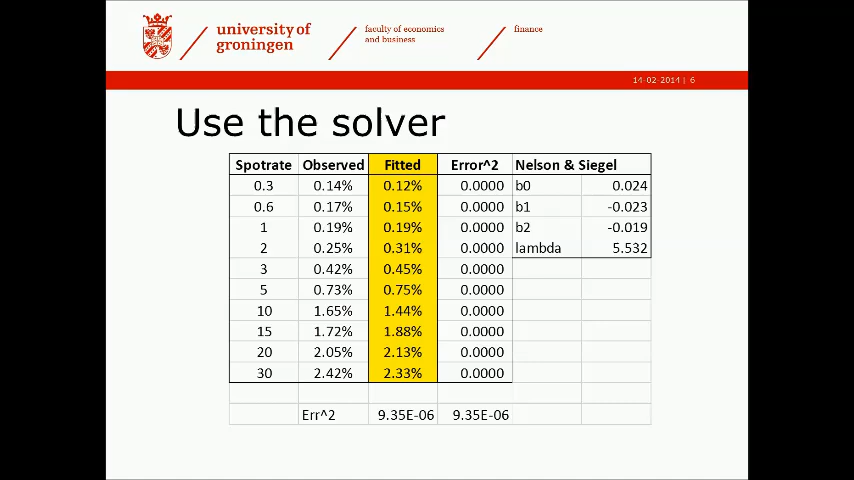 university of
groningen
faculty of economics
and business
finance
14-02-2014 | 6
Use the solver
Spotrate Observed Fitted Error^2 Nelson & Siegel
0.3 0.14% 0.12% 0.0000 b0 0.024
0.6 0.17% 0.15% 0.0000 b1 -0.023
1 0.19% 0.19% 0.0000 b2 -0.019
2 0.25% 0.31% 0.0000 lambda 5.532
3 0.42% 0.45% 0.0000
5 0.73% 0.75% 0.0000
10 1.65% 1.44% 0.0000
15 1.72% 1.88% 0.0000
20 2.05% 2.13% 0.0000
30 2.42% 2.33% 0.0000
Err^2 9.35E-06 9.35E-06